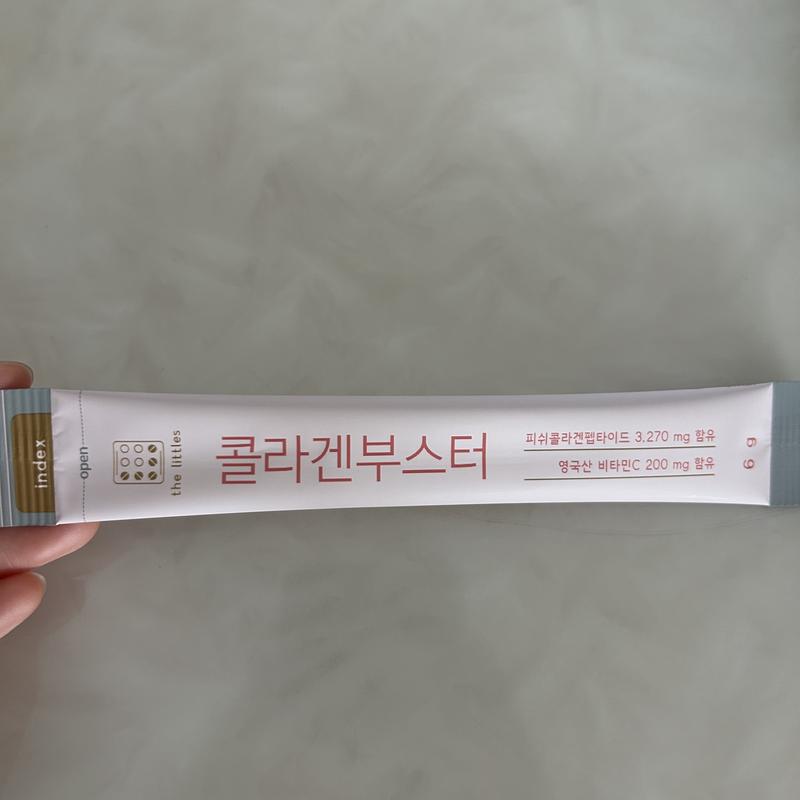 index
open
the littles
콜라겐부스터
피쉬콜라겐펩타이드 3,270 mg 함유
영국산 비타민C 200 mg 함유
6 g